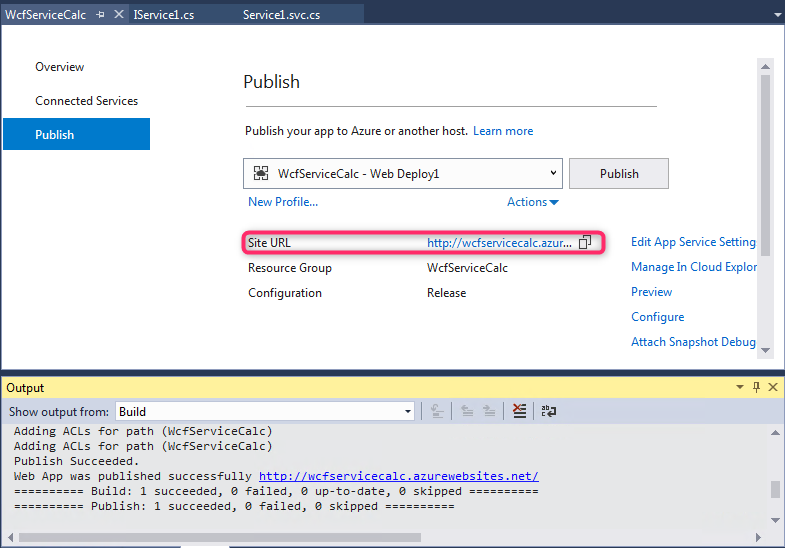 WcfServiceCalc IService1.cs Service1.svc.cs
Overview
Connected Services
Publish
Publish
Publish your app to Azure or another host. Learn more
WcfServiceCalc - Web Deploy1 Publish
New Profile... Actions
Site URL http://wcfservicecalc.azur... Edit App Service Setting
Resource Group WcfServiceCalc Manage In Cloud Explor
Configuration Release Preview
Configure
Attach Snapshot Debug
Output
Show output from: Build
Adding ACLs for path (WcfServiceCalc)
Adding ACLs for path (WcfServiceCalc)
Publish Succeeded.
Web App was published successfully http://wcfservicecalc.azurewebsites.net/
========== Build: 1 succeeded, 0 failed, 0 up-to-date, 0 skipped ==========
========== Publish: 1 succeeded, 0 failed, 0 skipped ==========